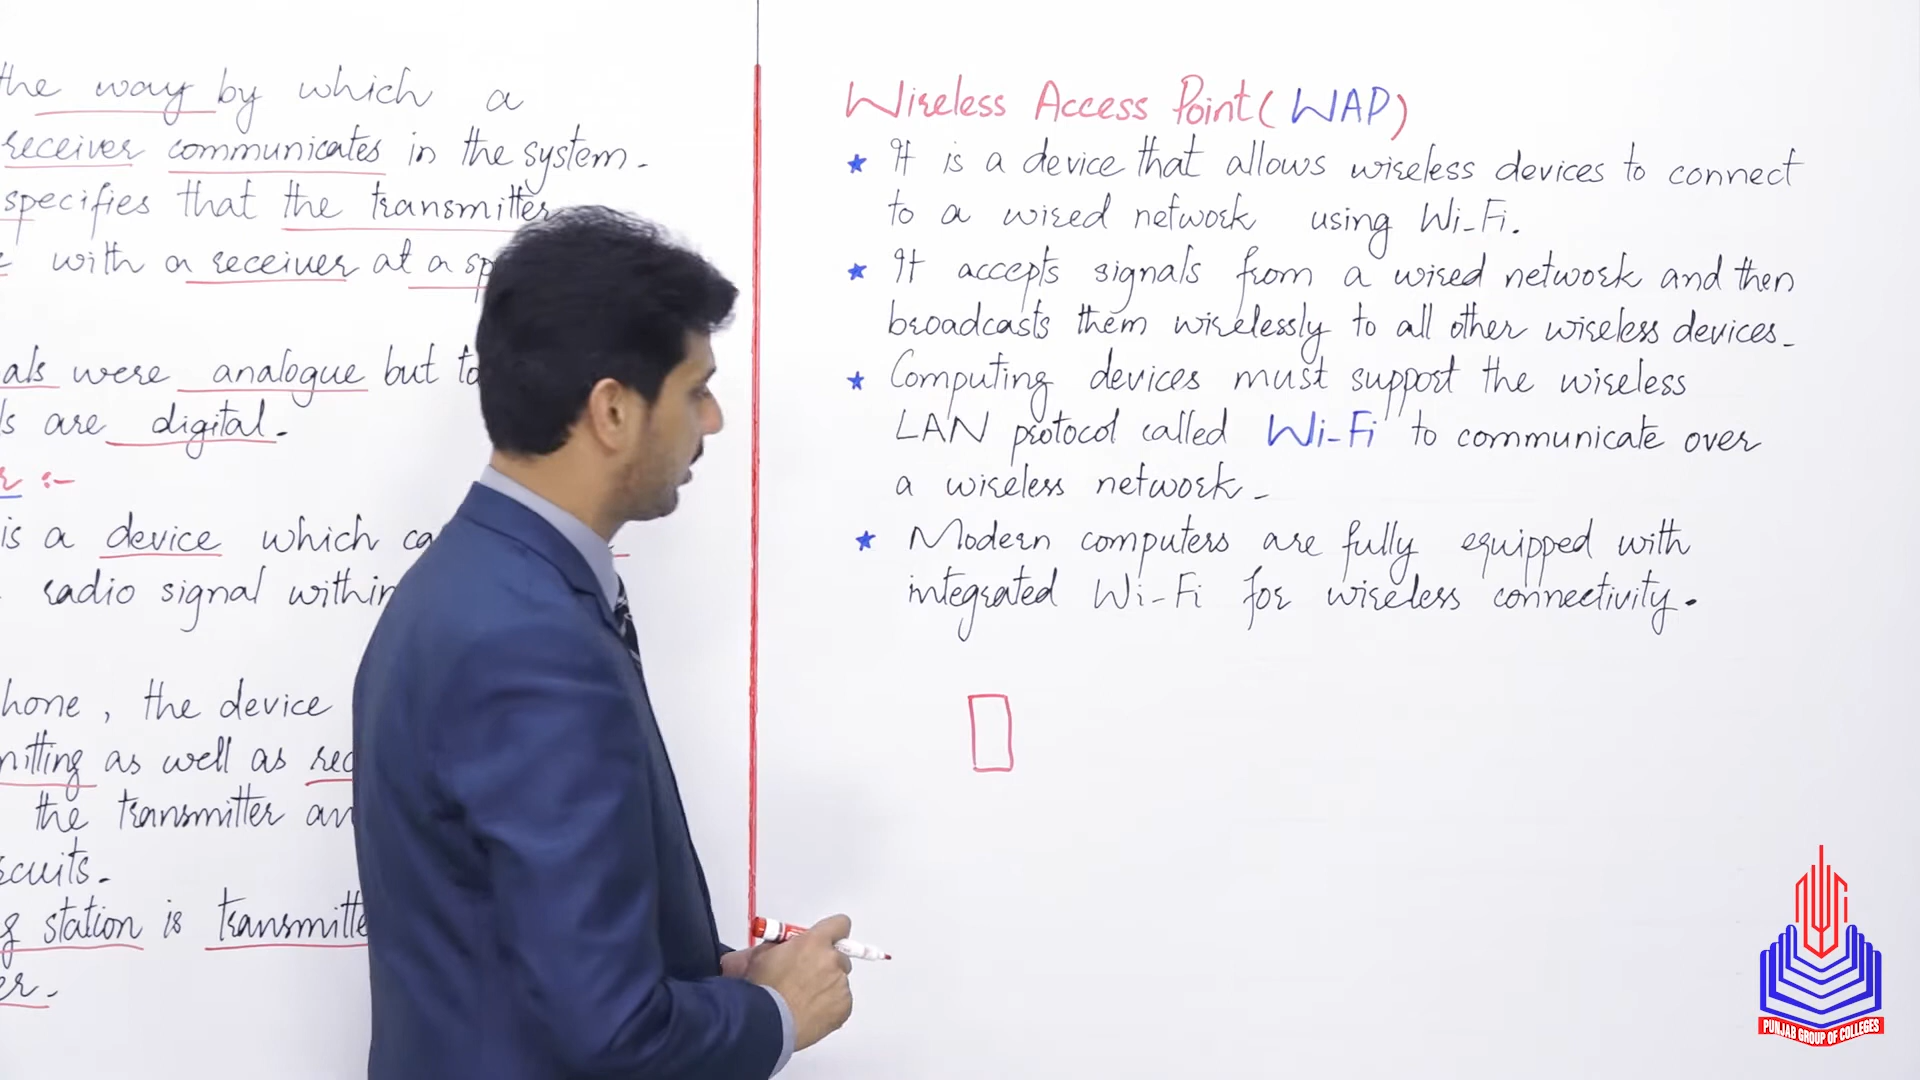 the way by which a
receiver communicates in the system.
specifies that the transmitter
with a receiver at a sp
als were analogue but to
ls are digital.
r :-
is a device which ca
radio signal within
hone, the device
mitting as well as rec
the transmitter an
rcuits.
g station is transmitte
er.
Wireless Access Point (WAP)
★ It is a device that allows wireless devices to connect
to a wired network using Wi-Fi.
★ It accepts signals from a wired network and then
broadcasts them wirelessly to all other wireless devices.
★ Computing devices must support the wireless
LAN protocol called Wi-Fi to communicate over
a wireless network.
★ Modern computers are fully equipped with
integrated Wi-Fi for wireless connectivity.
PUNJAB GROUP OF COLLEGES